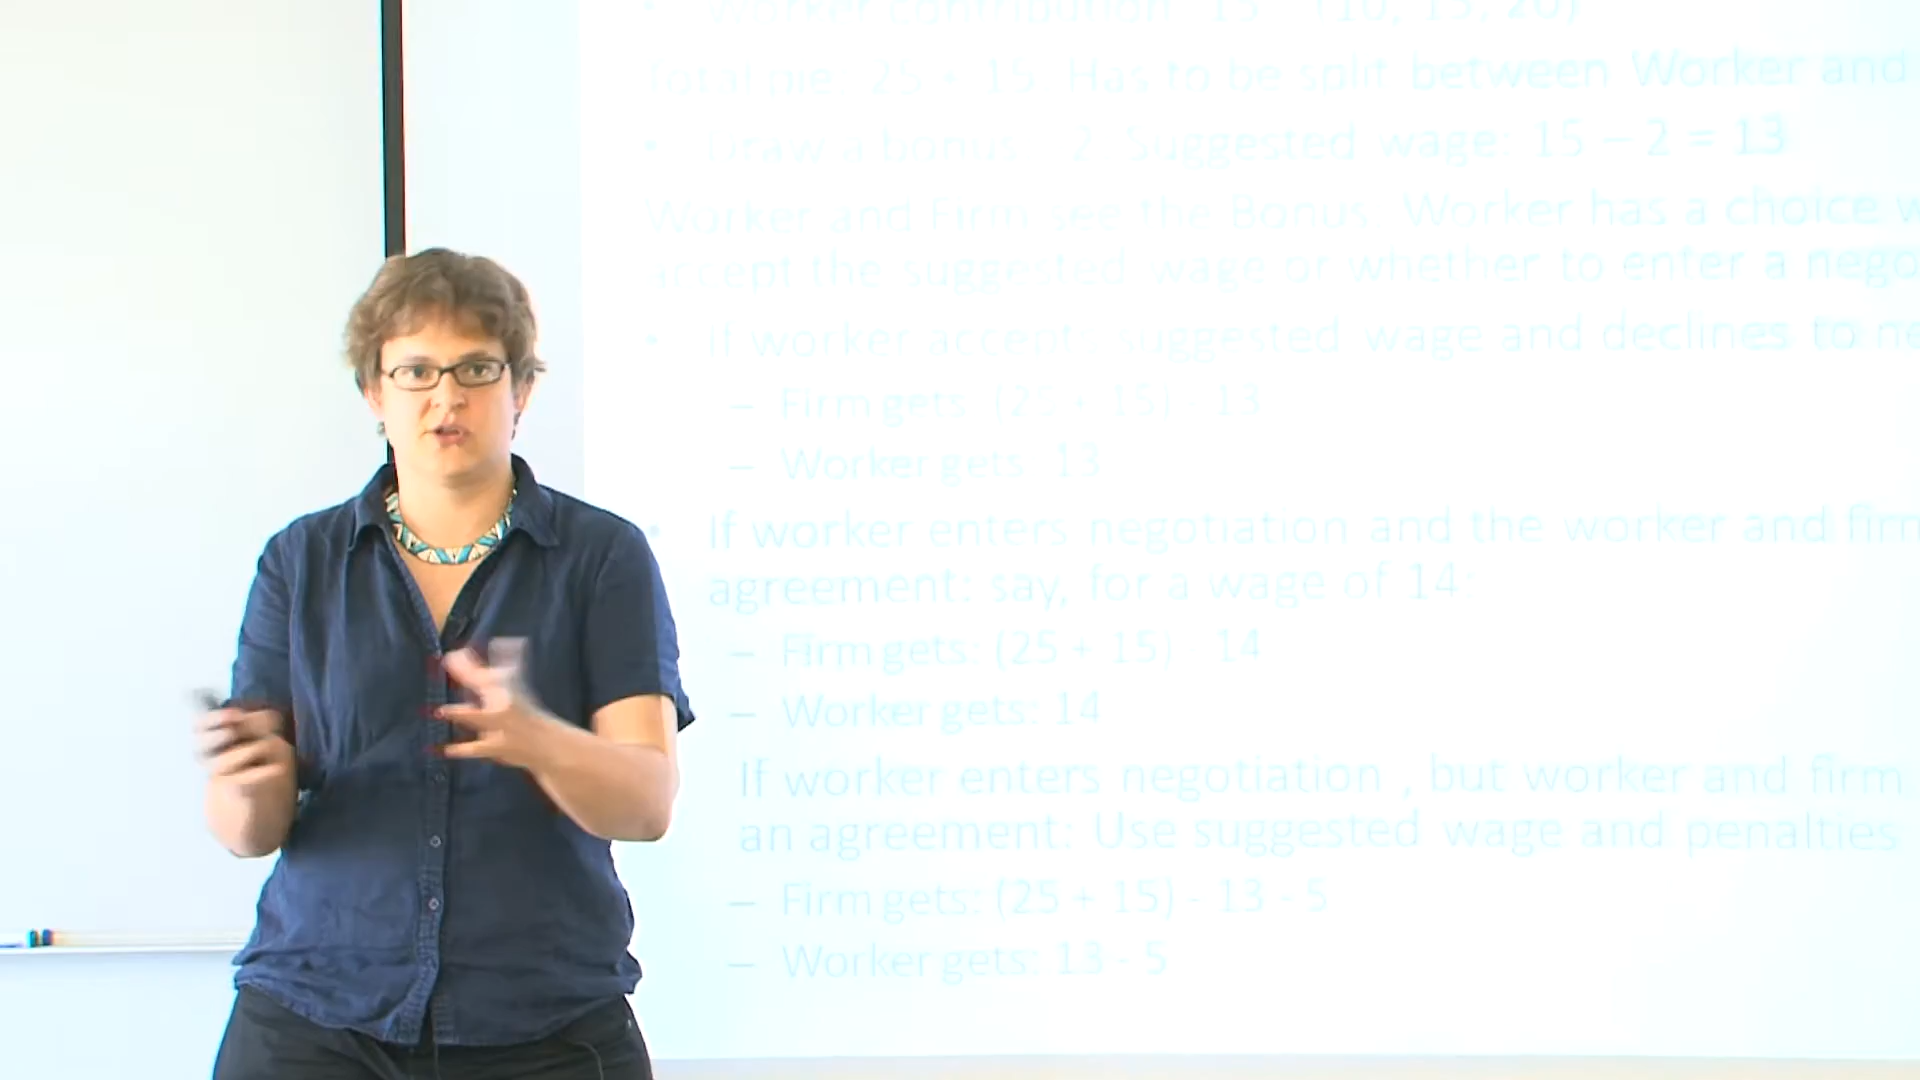 • Worker contribution: 15 (10, 15, 20)
Total pie: 25 + 15. Has to be split between Worker and
• Draw a bonus: -2. Suggested wage: 15 – 2 = 13
Worker and Firm see the Bonus. Worker has a choice
accept the suggested wage or whether to enter a
• If worker accepts suggested wage and declines to
– Firm gets: (25 + 15) - 13
– Worker gets: 13
• If worker enters negotiation and the worker and firm
agreement: say, for a wage of 14:
– Firm gets: (25 + 15) - 14
– Worker gets: 14
If worker enters negotiation , but worker and firm
an agreement: Use suggested wage and penalties
– Firm gets: (25 + 15) - 13 - 5
– Worker gets: 13 - 5